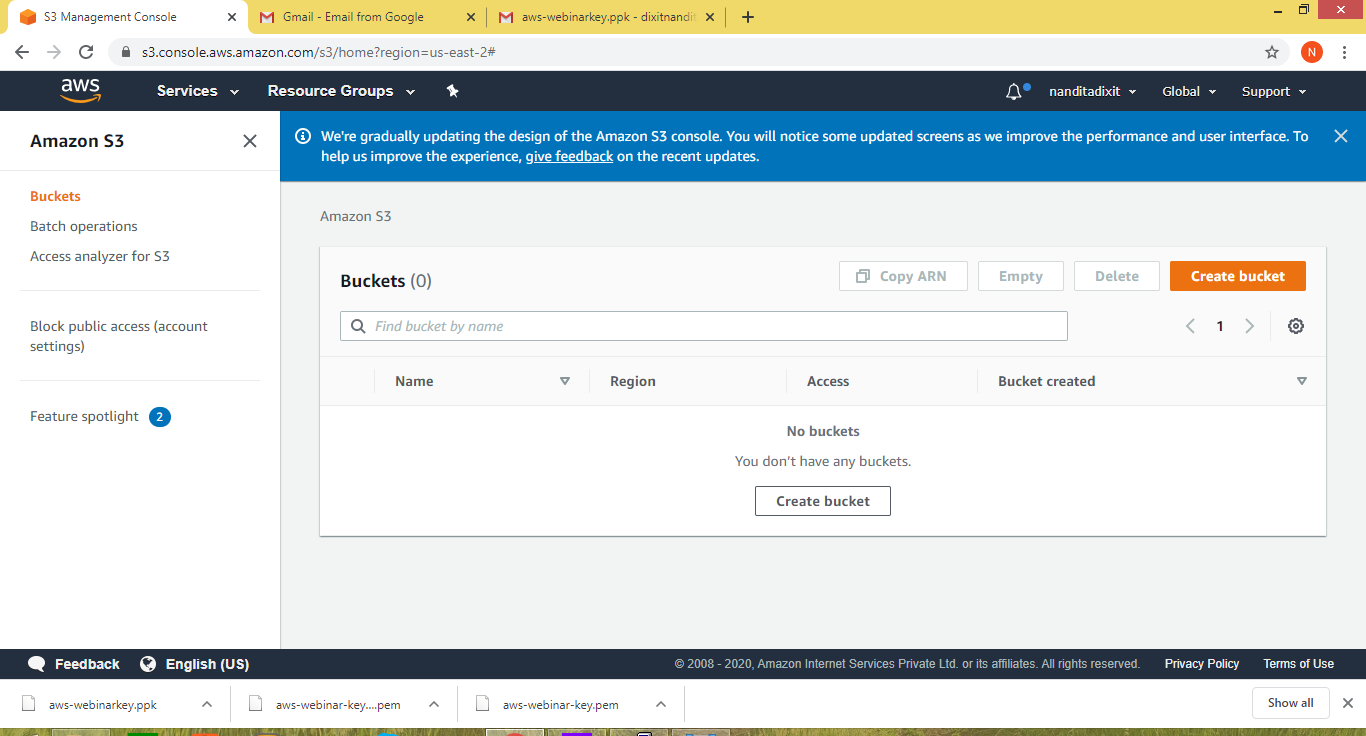 S3 Management Console
Gmail - Email from Google
aws-webinarkey.ppk - dixitnandit
s3.console.aws.amazon.com/s3/home?region=us-east-2#
N
aws
Services
Resource Groups
nanditadixit
Global
Support
Amazon S3
We're gradually updating the design of the Amazon S3 console. You will notice some updated screens as we improve the performance and user interface. To
help us improve the experience, give feedback on the recent updates.
Buckets
Batch operations
Access analyzer for S3
Block public access (account
settings)
Feature spotlight 2
Amazon S3
Buckets (0)
Copy ARN
Empty
Delete
Create bucket
Find bucket by name
1
Name
Region
Access
Bucket created
No buckets
You don't have any buckets.
Create bucket
Feedback
English (US)
© 2008 - 2020, Amazon Internet Services Private Ltd. or its affiliates. All rights reserved.
Privacy Policy
Terms of Use
aws-webinarkey.ppk
aws-webinar-key....pem
aws-webinar-key.pem
Show all